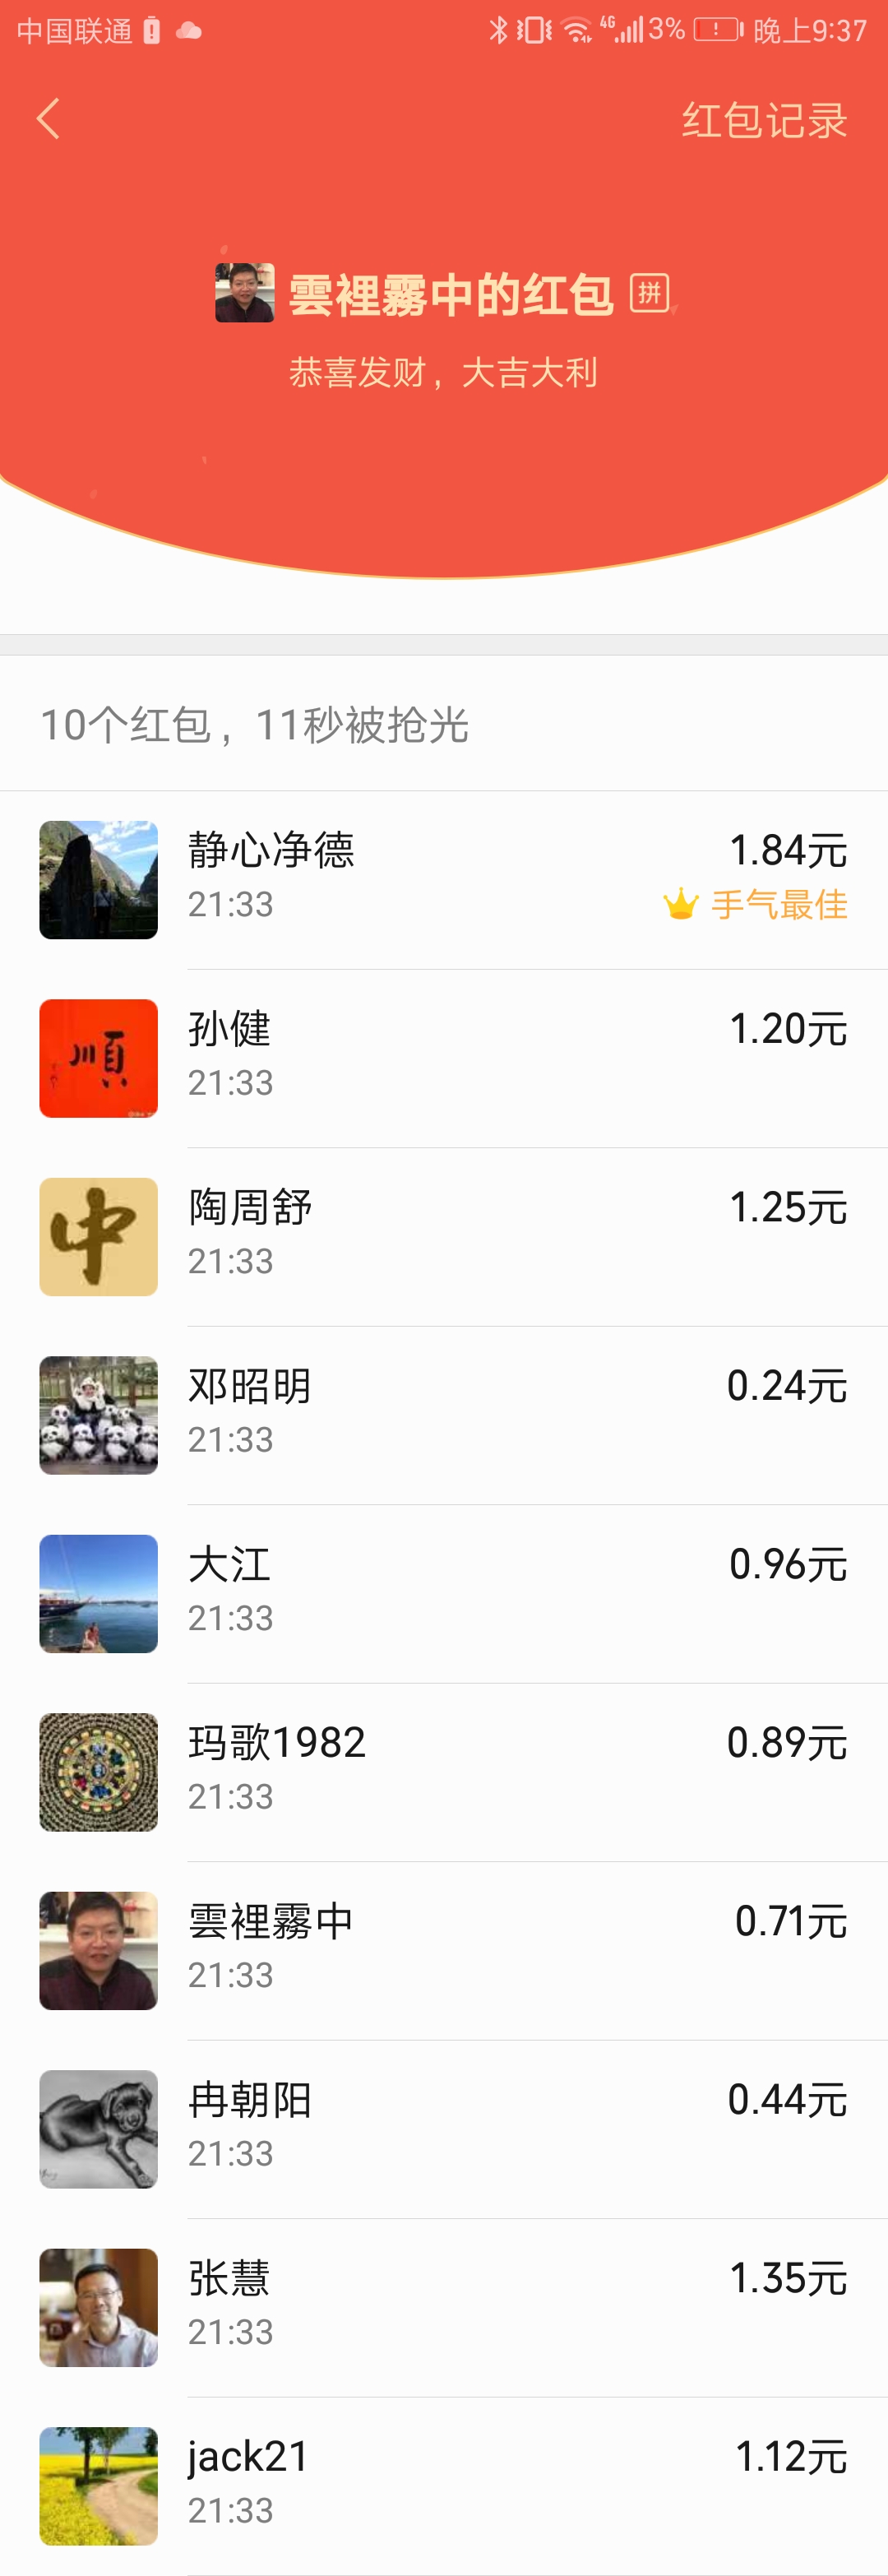 中国联通 4G 3% 晚上9:37
红包记录
雲裡霧中的红包 拼
恭喜发财，大吉大利
10个红包，11秒被抢光
静心净德 1.84元
21:33 手气最佳
順
孙健 1.20元
21:33
中
陶周舒 1.25元
21:33
邓昭明 0.24元
21:33
大江 0.96元
21:33
玛歌1982 0.89元
21:33
雲裡霧中 0.71元
21:33
冉朝阳 0.44元
21:33
张慧 1.35元
21:33
jack21 1.12元
21:33